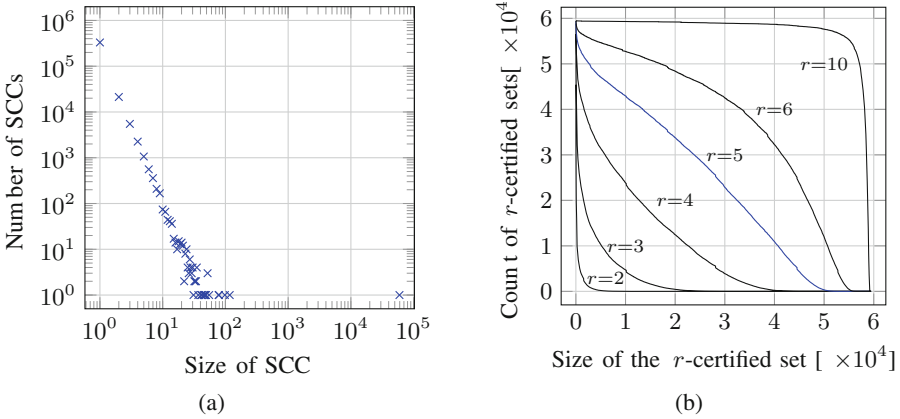 10^6
10^5
10^4
10^3
10^2
10^1
10^0
Number of SCCs
10^0 10^1 10^2 10^3 10^4 10^5
Size of SCC
(a)
6
5
4
3
2
1
0
Count of r-certified sets[ ×10^4]
r=10
r=6
r=5
r=4
r=3
r=2
0 1 2 3 4 5 6
Size of the r-certified set [ ×10^4]
(b)